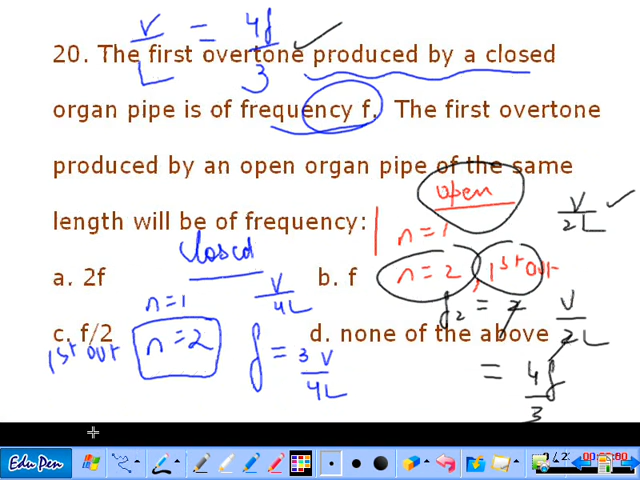 v/L = 4f/3
20. The first overtone produced by a closed
organ pipe is of frequency f. The first overtone
produced by an open organ pipe of the same
open
length will be of frequency:
n = 1
v/2L
closed
a. 2f
b. f
n = 2, 1st out
n = 1
v/4L
f2 = 2 v/2L
c. f/2
d. none of the above
1st out
n = 2
f = 3v/4L
= 4f/3
Edu Pen